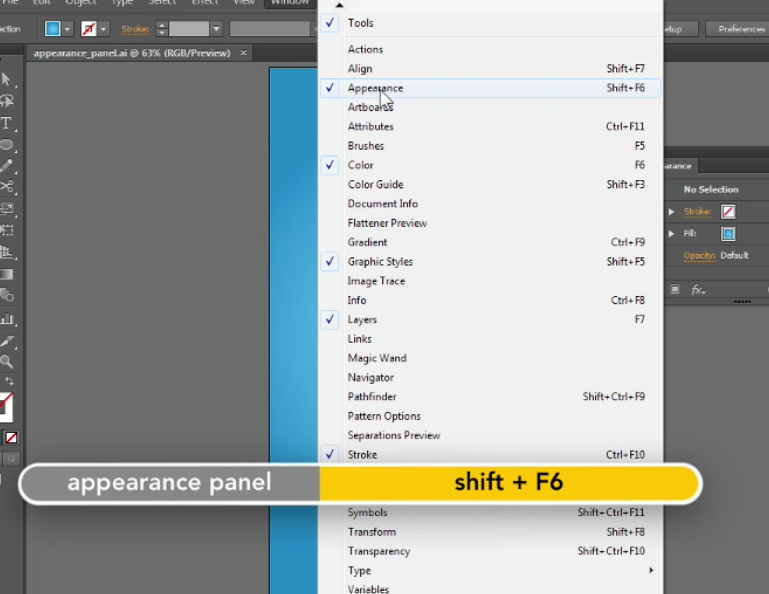 File Edit Object Type Select Effect View Window
Stroke:
Preferences
appearance_panel.ai @ 63% (RGB/Preview) ×
Tools
Actions
Align Shift+F7
Appearance Shift+F6
Artboards
Attributes Ctrl+F11
Brushes F5
Color F6
Color Guide Shift+F3
Document Info
Flattener Preview
Gradient Ctrl+F9
Graphic Styles Shift+F5
Image Trace
Info Ctrl+F8
Layers F7
Links
Magic Wand
Navigator
Pathfinder Shift+Ctrl+F9
Pattern Options
Separations Preview
Stroke Ctrl+F10
appearance panel shift + F6
Symbols Shift+Ctrl+F11
Transform Shift+F8
Transparency Shift+Ctrl+F10
Type
Variables
No Selection
Stroke:
Fill:
Opacity: Default
fx.